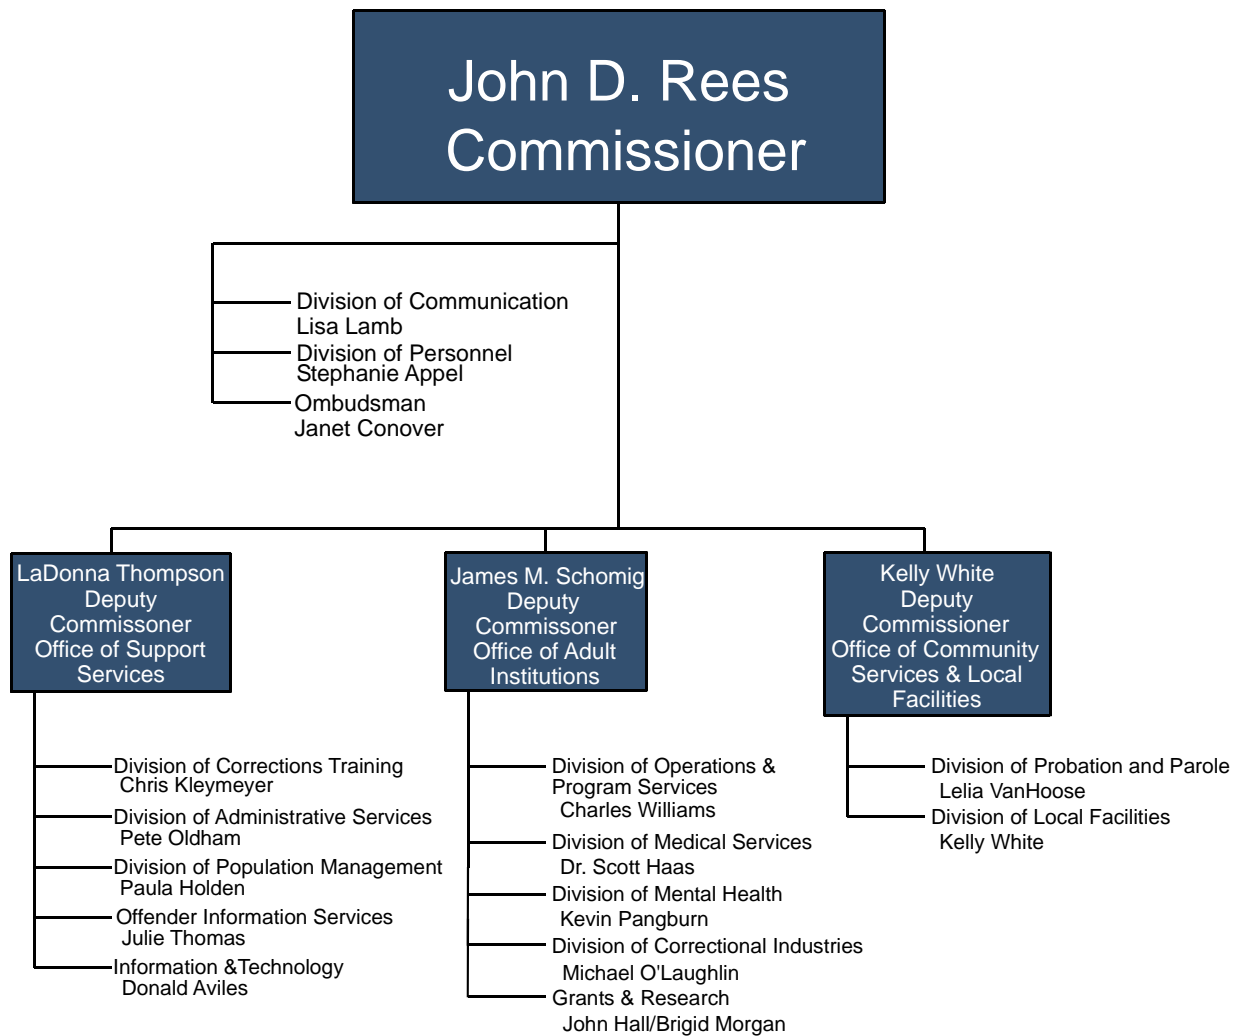 John D. Rees
Commissioner
Division of Communication
Lisa Lamb
Division of Personnel
Stephanie Appel
Ombudsman
Janet Conover
LaDonna Thompson
Deputy
Commissoner
Office of Support
Services
Division of Corrections Training
Chris Kleymeyer
Division of Administrative Services
Pete Oldham
Division of Population Management
Paula Holden
Offender Information Services
Julie Thomas
Information &Technology
Donald Aviles
James M. Schomig
Deputy
Commissoner
Office of Adult
Institutions
Division of Operations &
Program Services
Charles Williams
Division of Medical Services
Dr. Scott Haas
Division of Mental Health
Kevin Pangburn
Division of Correctional Industries
Michael O'Laughlin
Grants & Research
John Hall/Brigid Morgan
Kelly White
Deputy
Commissioner
Office of Community
Services & Local
Facilities
Division of Probation and Parole
Lelia VanHoose
Division of Local Facilities
Kelly White